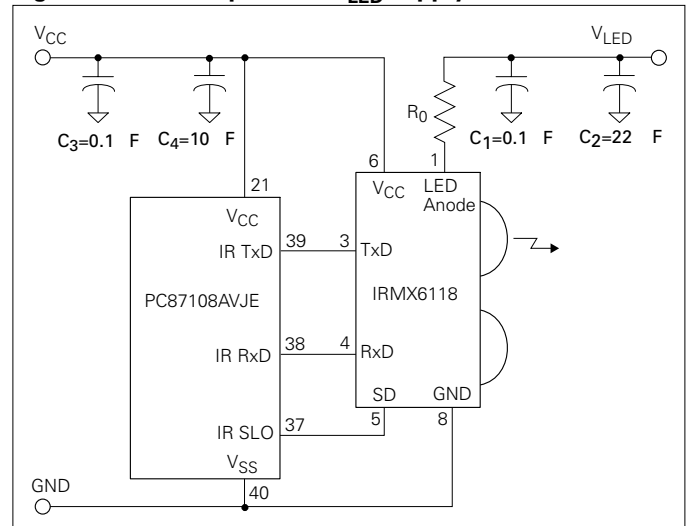 V_CC
V_LED
R_0
C_3=0.1 F
C_4=10 F
C_1=0.1 F
C_2=22 F
6
1
21
V_CC
LED
Anode
V_CC
IR TxD
39
3
TxD
PC87108AVJE
IRMX6118
IR RxD
38
4
RxD
SD
GND
IR SLO
37
5
8
V_SS
GND
40